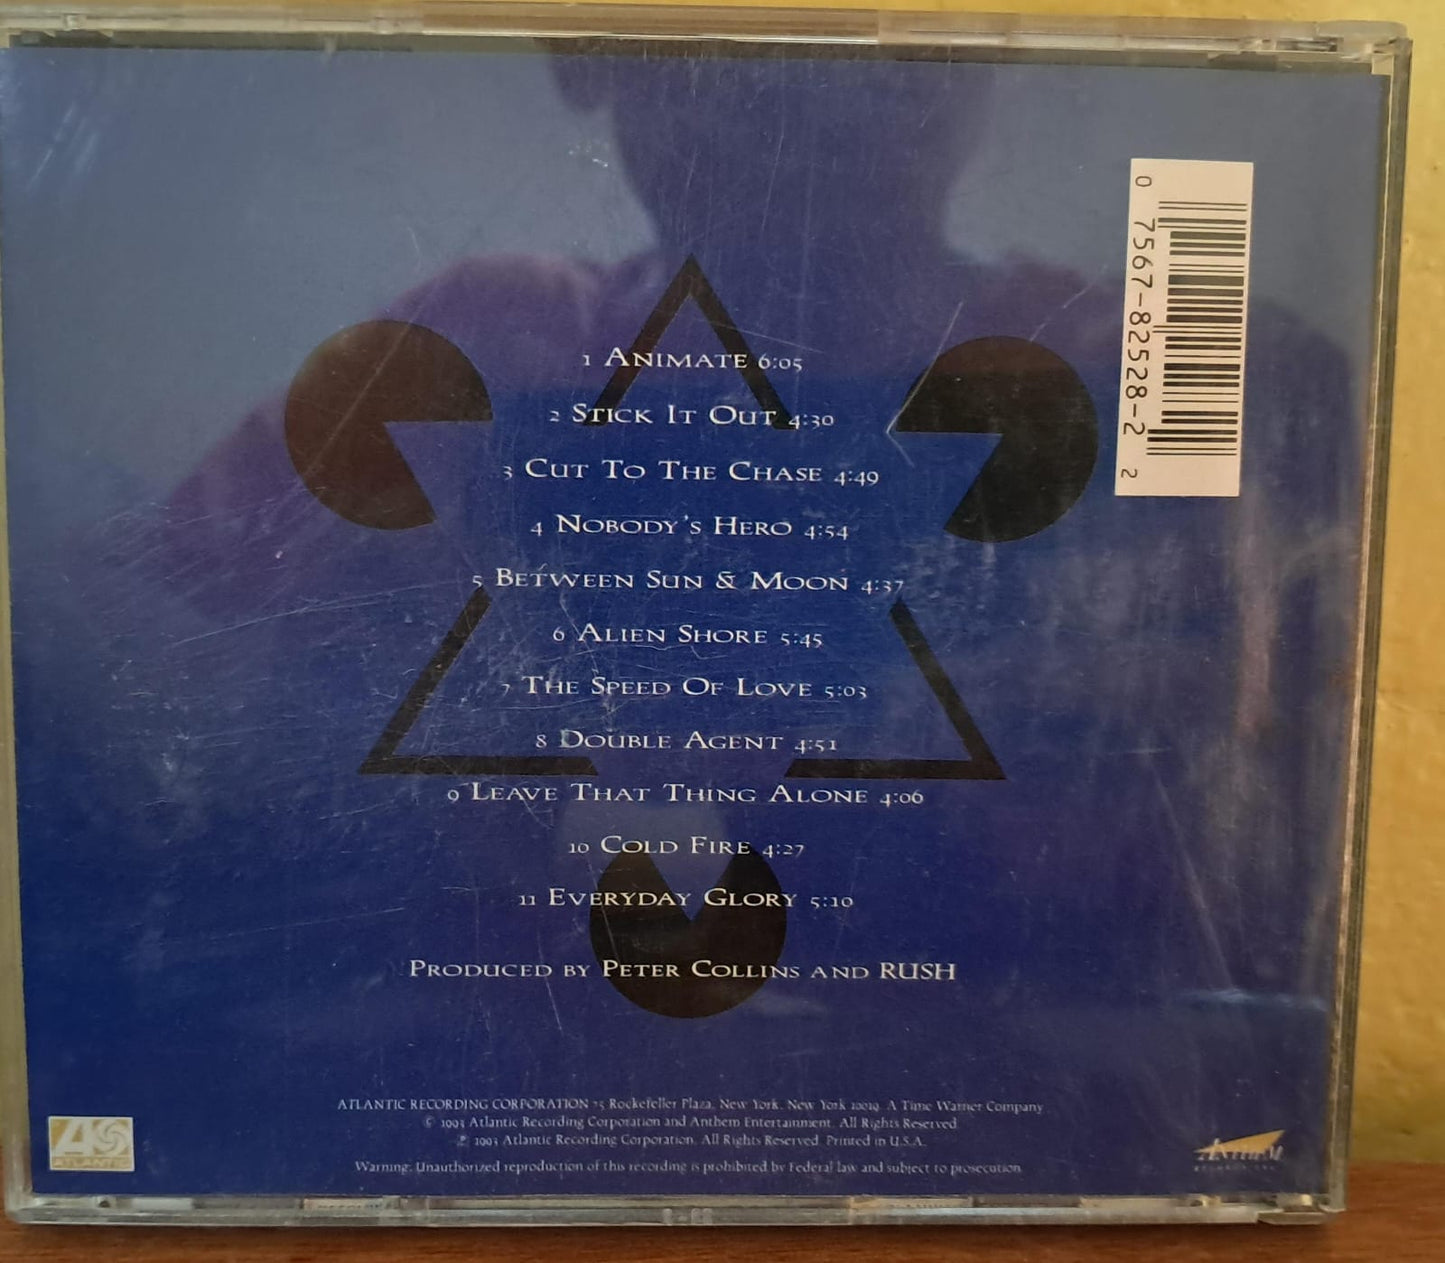 1 ANIMATE 6:05
2 STICK IT OUT 4:30
3 CUT TO THE CHASE 4:49
4 NOBODY'S HERO 4:54
5 BETWEEN SUN & MOON 4:37
6 ALIEN SHORE 5:45
7 THE SPEED OF LOVE 5:03
8 DOUBLE AGENT 4:51
9 LEAVE THAT THING ALONE 4:06
10 COLD FIRE 4:27
11 EVERYDAY GLORY 5:10
PRODUCED BY PETER COLLINS AND RUSH
0 7567-82528-2 2
ATLANTIC RECORDING CORPORATION 75 Rockefeller Plaza, New York, New York 10019. A Time Warner Company
© 1993 Atlantic Recording Corporation and Anthem Entertainment. All Rights Reserved
℗ 1993 Atlantic Recording Corporation. All Rights Reserved. Printed in U.S.A.
Warning: Unauthorized reproduction of this recording is prohibited by Federal law and subject to prosecution
ATLANTIC
ANTHEM